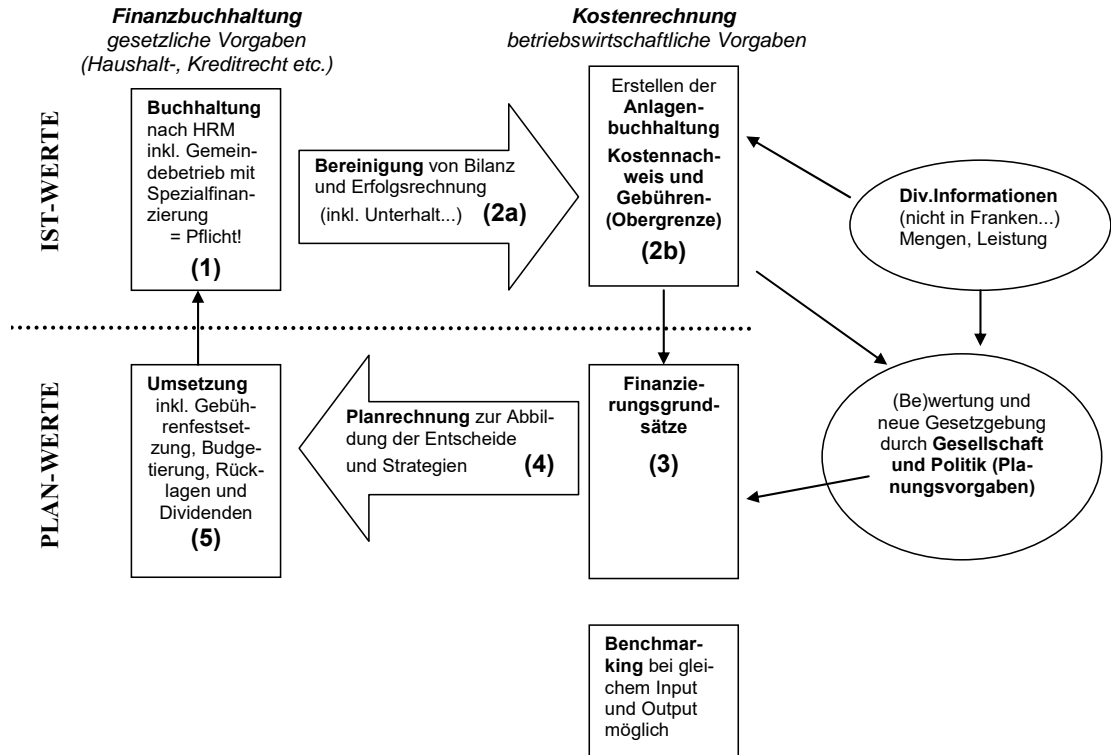 Finanzbuchhaltung
gesetzliche Vorgaben
(Haushalt-, Kreditrecht etc.)
Kostenrechnung
betriebswirtschaftliche Vorgaben
IST-WERTE
Buchhaltung
nach HRM
inkl. Gemein-
debetrieb mit
Spezialfinan-
zierung
= Pflicht!
(1)
Bereinigung von Bilanz
und Erfolgsrechnung
(inkl. Unterhalt...) (2a)
Erstellen der
Anlagen-
buchhaltung
Kostennach-
weis und
Gebühren-
(Obergrenze)
(2b)
Div.Informationen
(nicht in Franken...)
Mengen, Leistung
PLAN-WERTE
Umsetzung
inkl. Gebüh-
renfestset-
zung, Budge-
tierung, Rück-
lagen und
Dividenden
(5)
Planrechnung zur Abbil-
dung der Entscheide
und Strategien (4)
Finanzie-
rungsgrund-
sätze
(3)
(Be)wertung und
neue Gesetzgebung
durch Gesellschaft
und Politik (Pla-
nungsvorgaben)
Benchmar-
king bei glei-
chem Input
und Output
möglich